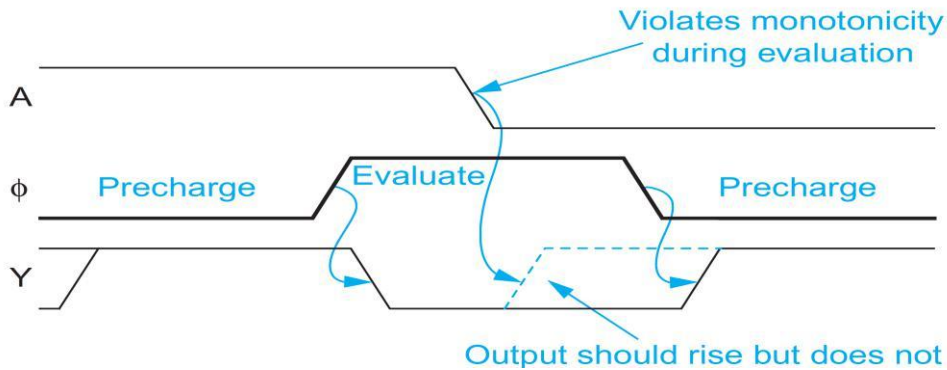 Violates monotonicity
during evaluation
A
ϕ
Precharge
Evaluate
Precharge
Y
Output should rise but does not